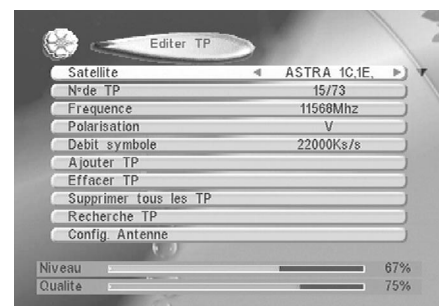 Editer TP
Satellite ASTRA 1C,1E,
N°de TP 15/73
Frequence 11568Mhz
Polarisation V
Debit symbole 22000Ks/s
Ajouter TP
Effacer TP
Supprimer tous les TP
Recherche TP
Config. Antenne
Niveau 67%
Qualite 75%